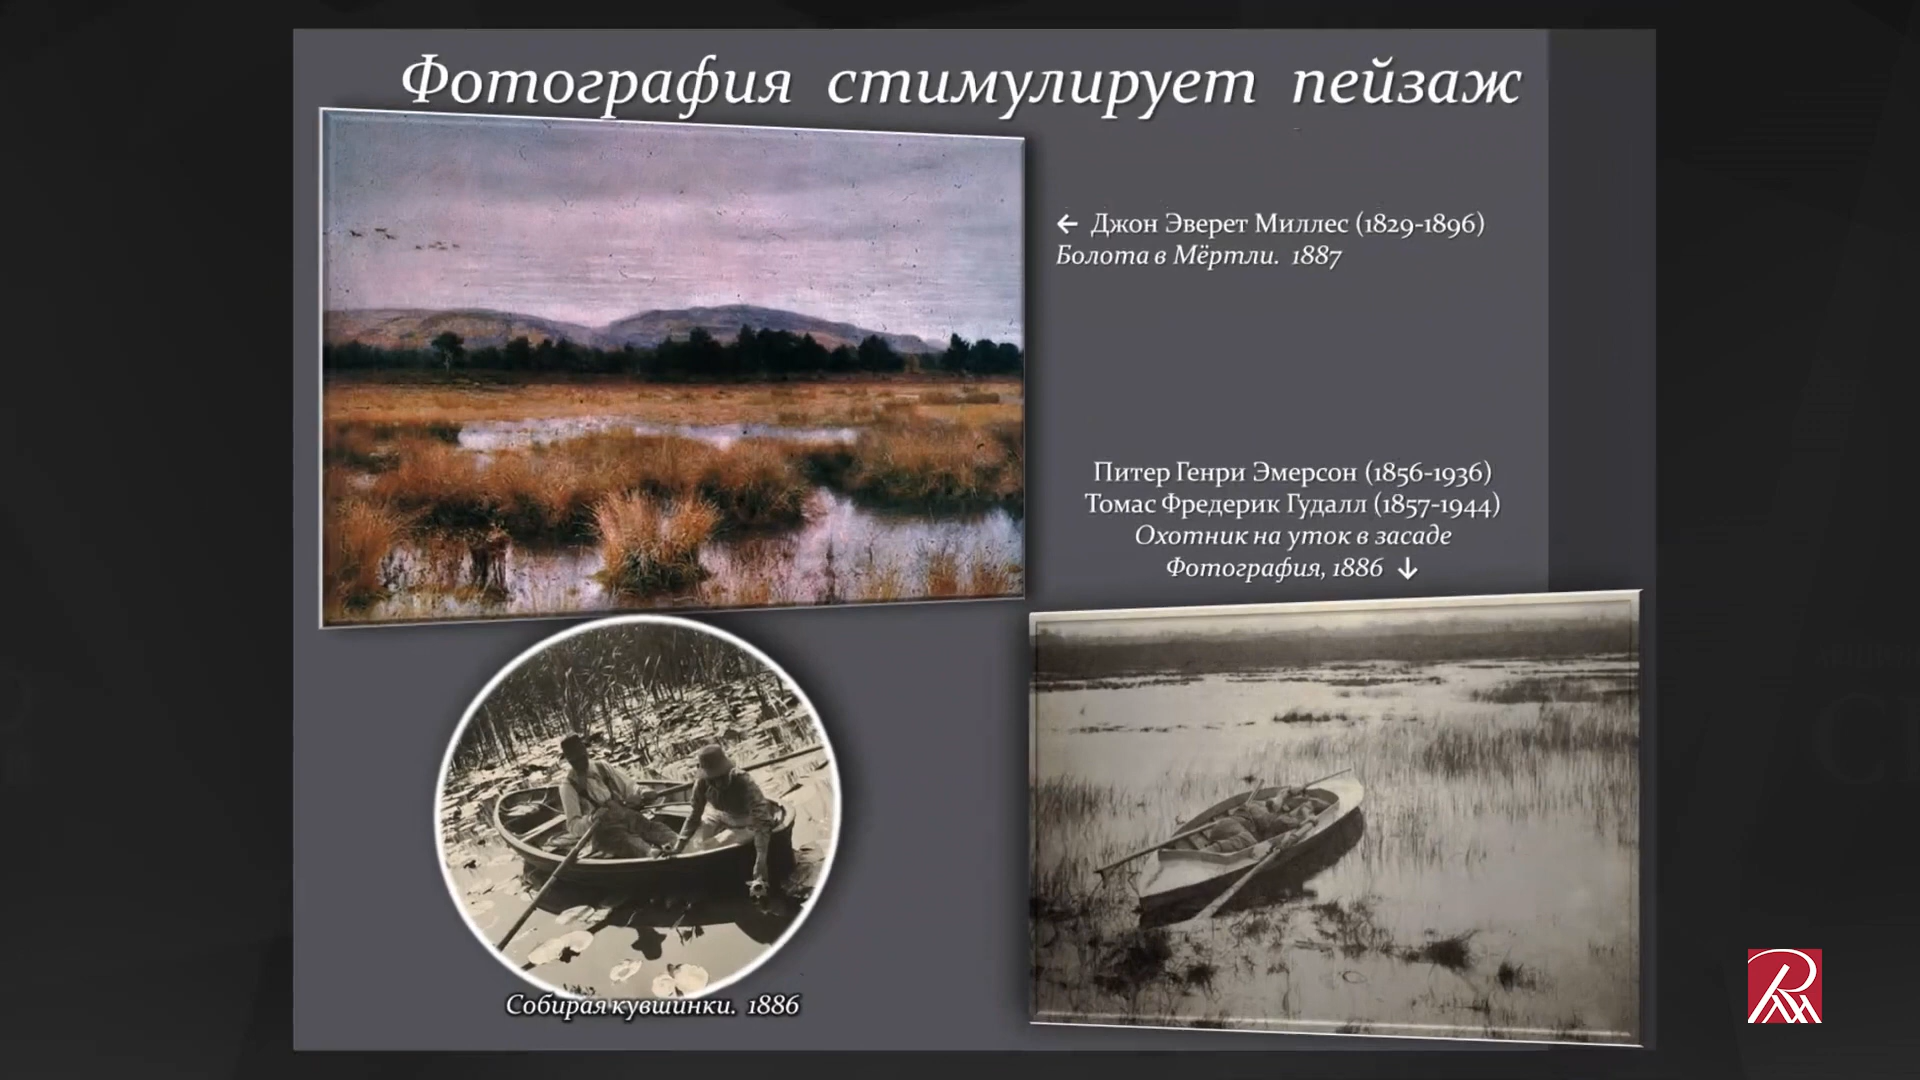 Фотография стимулирует пейзаж
← Джон Эверет Миллес (1829-1896)
Болота в Мёртли. 1887
Питер Генри Эмерсон (1856-1936)
Томас Фредерик Гудалл (1857-1944)
Охотник на уток в засаде
Фотография, 1886 ↓
Собирая кувшинки. 1886